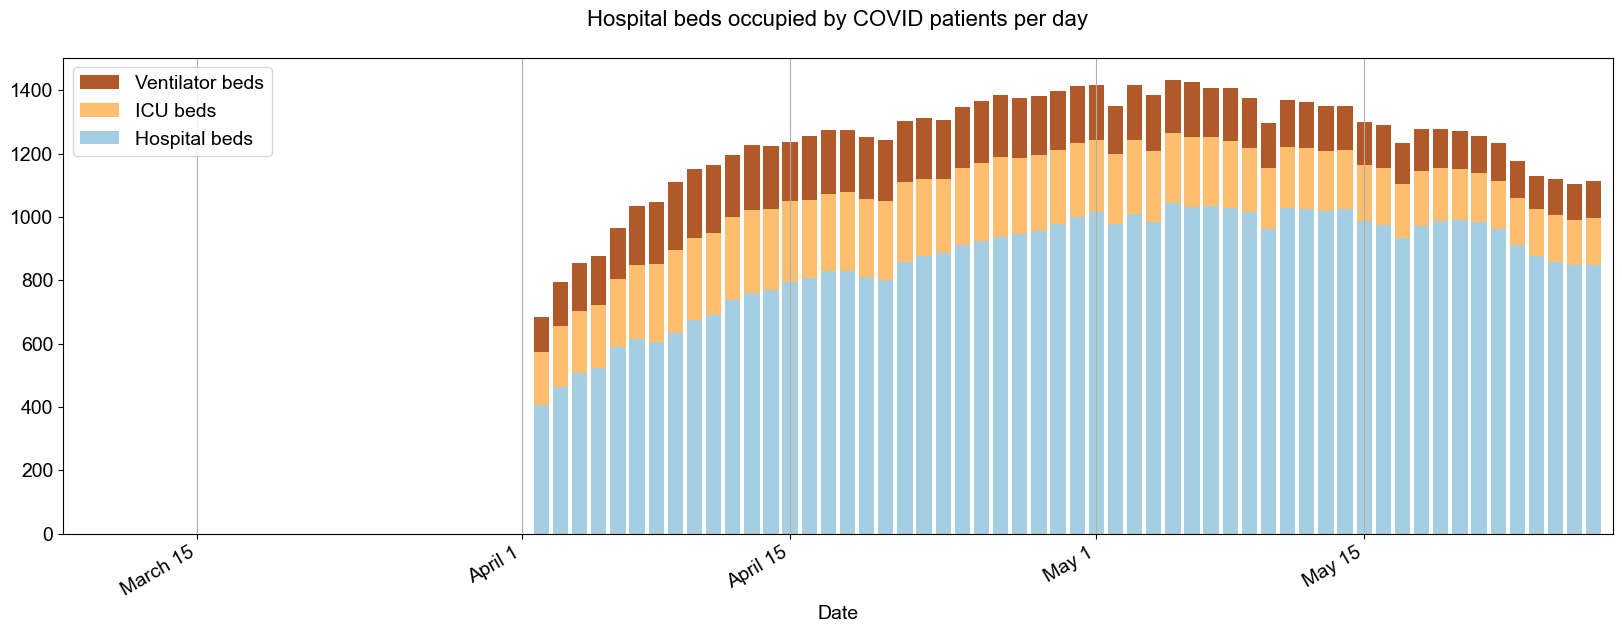 Hospital beds occupied by COVID patients per day
Ventilator beds
ICU beds
Hospital beds
1400
1200
1000
800
600
400
200
0
March 15
April 1
April 15
May 1
May 15
Date